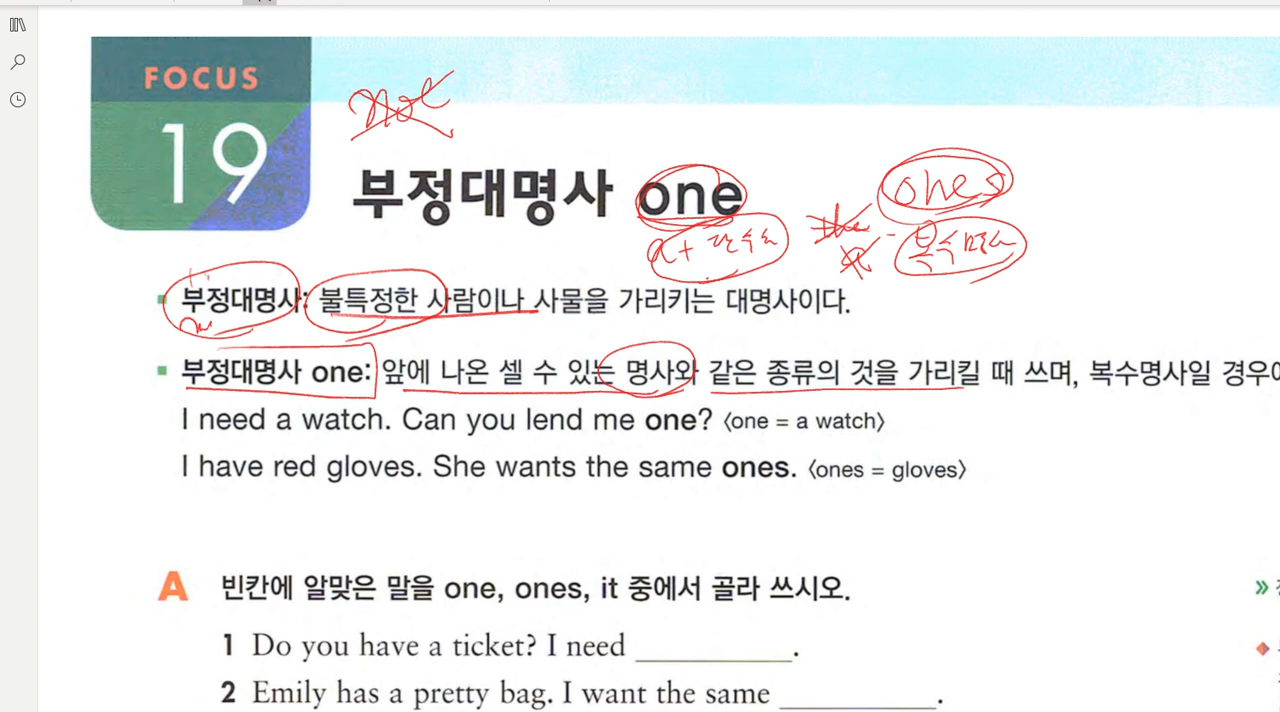 FOCUS
19
not
부정대명사 one
ones
a + 단수명사
the
복수명사
부정대명사: 불특정한 사람이나 사물을 가리키는 대명사이다.
부정대명사 one: 앞에 나온 셀 수 있는 명사와 같은 종류의 것을 가리킬 때 쓰며, 복수명사일 경우에
I need a watch. Can you lend me one? 〈one = a watch〉
I have red gloves. She wants the same ones. 〈ones = gloves〉
A 빈칸에 알맞은 말을 one, ones, it 중에서 골라 쓰시오.
1 Do you have a ticket? I need __________.
2 Emily has a pretty bag. I want the same __________.